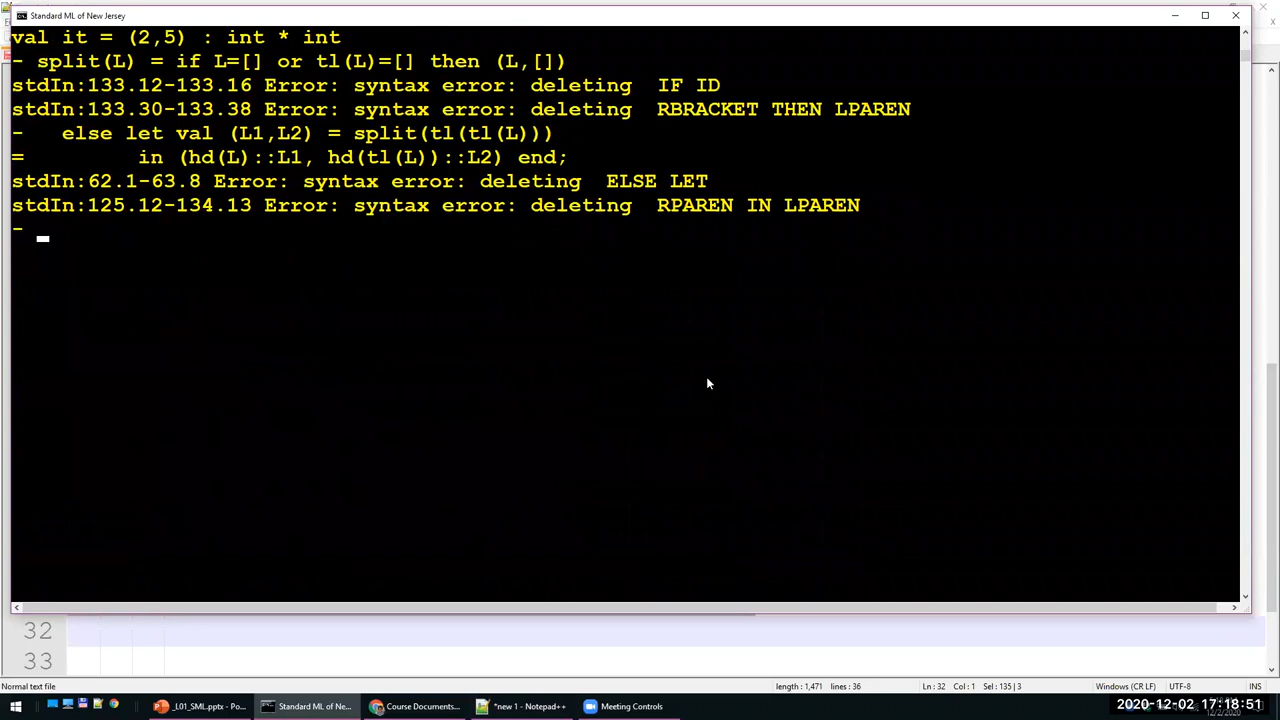 Standard ML of New Jersey
val it = (2,5) : int * int
- split(L) = if L=[] or tl(L)=[] then (L,[])
stdIn:133.12-133.16 Error: syntax error: deleting  IF ID
stdIn:133.30-133.38 Error: syntax error: deleting  RBRACKET THEN LPAREN
-   else let val (L1,L2) = split(tl(tl(L)))
=         in (hd(L)::L1, hd(tl(L))::L2) end;
stdIn:62.1-63.8 Error: syntax error: deleting  ELSE LET
stdIn:125.12-134.13 Error: syntax error: deleting  RPAREN IN LPAREN
-
32
33
Normal text file length : 1,471 lines : 36 Ln : 32 Col : 1 Sel : 135 | 3 Windows (CR LF) UTF-8 INS
_L01_SML.pptx - Po... Standard ML of Ne... Course Documents... *new 1 - Notepad++ Meeting Controls 2020-12-02 17:18:51
12/2/2020